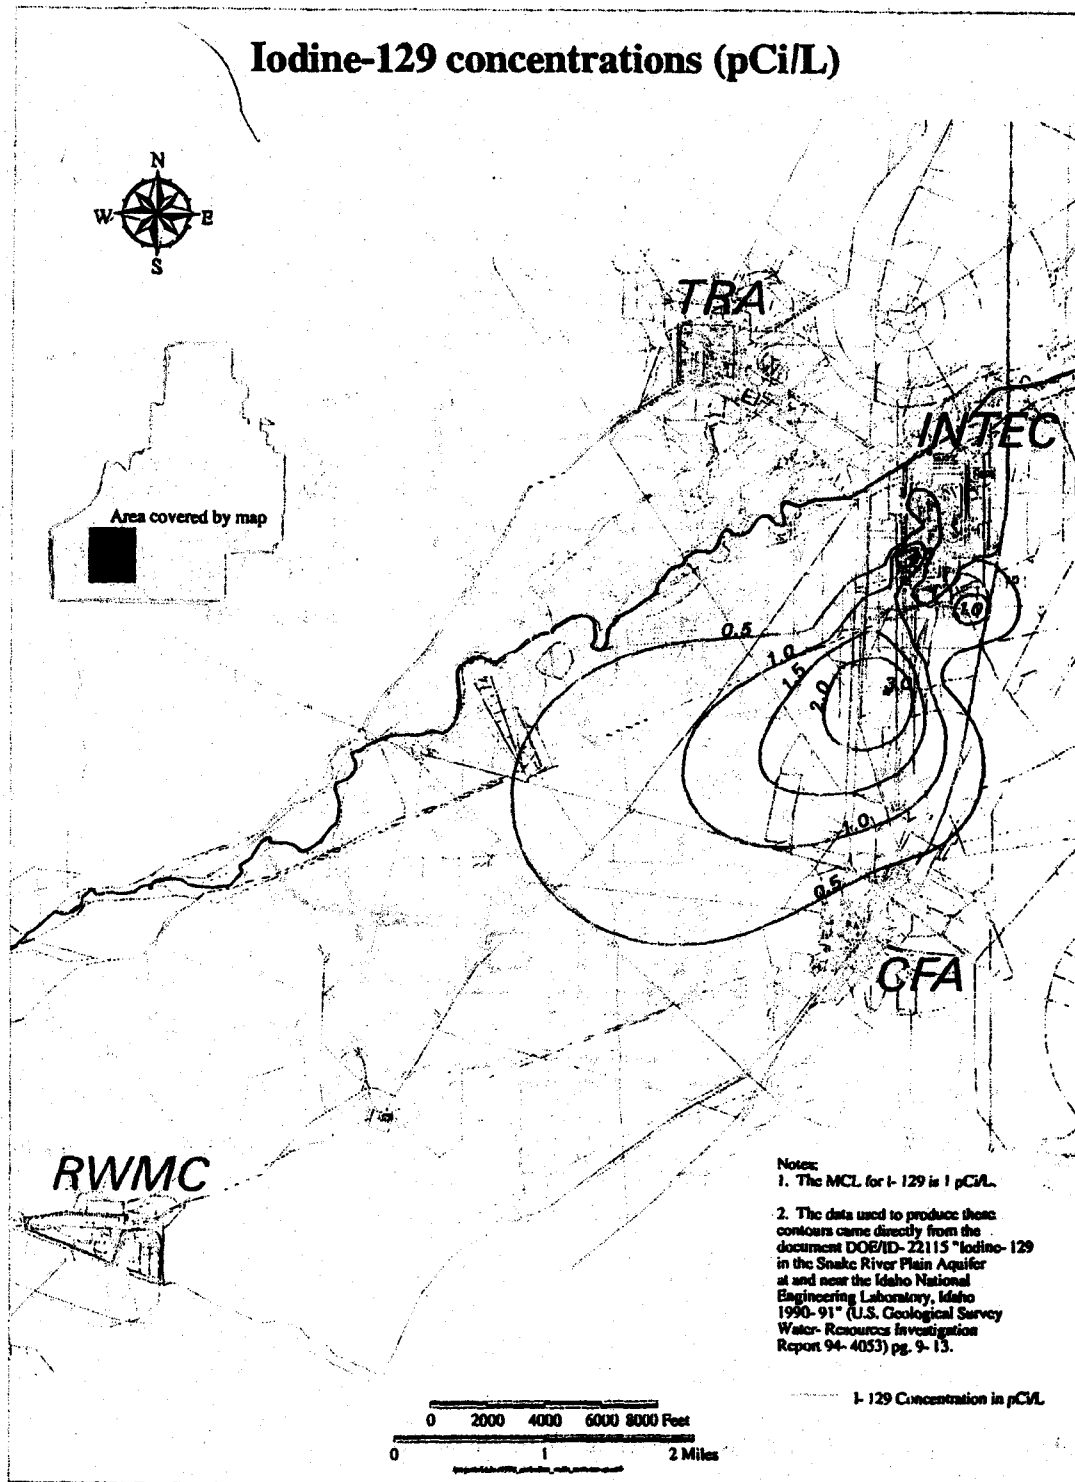 Iodine-129 concentrations (pCi/L)
N
W E
S
TRA
INTEC
Area covered by map
1.0
0.5
1.0
1.5
2.0
3.0
1.0
0.5
CFA
RWMC
Notes:
1. The MCL for I- 129 is 1 pCi/L.
2. The data used to produce these
contours came directly from the
document DOE/ID- 22115 "Iodine- 129
in the Snake River Plain Aquifer
at and near the Idaho National
Engineering Laboratory, Idaho
1990- 91" (U.S. Geological Survey
Water- Resources Investigation
Report 94- 4053) pg. 9- 13.
I- 129 Concentration in pCi/L
0 2000 4000 6000 8000 Feet
0 1 2 Miles